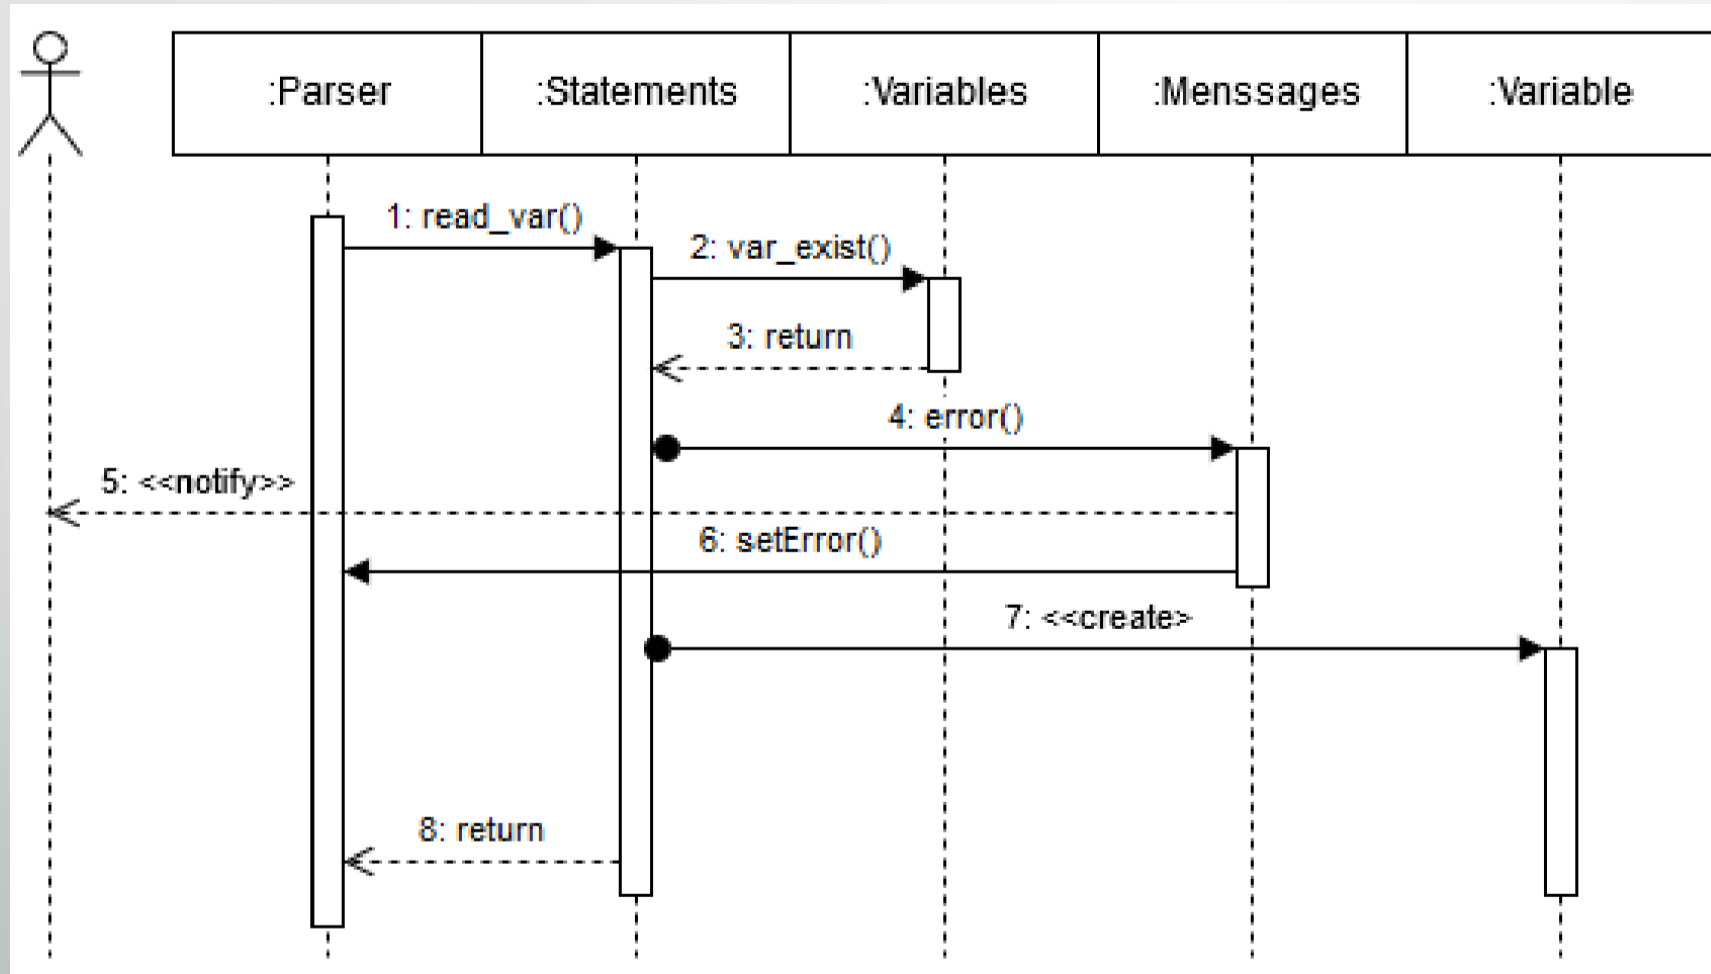 :Parser
:Statements
:Variables
:Menssages
:Variable
1: read_var()
2: var_exist()
3: return
4: error()
5: <<notify>>
6: setError()
7: <<create>
8: return